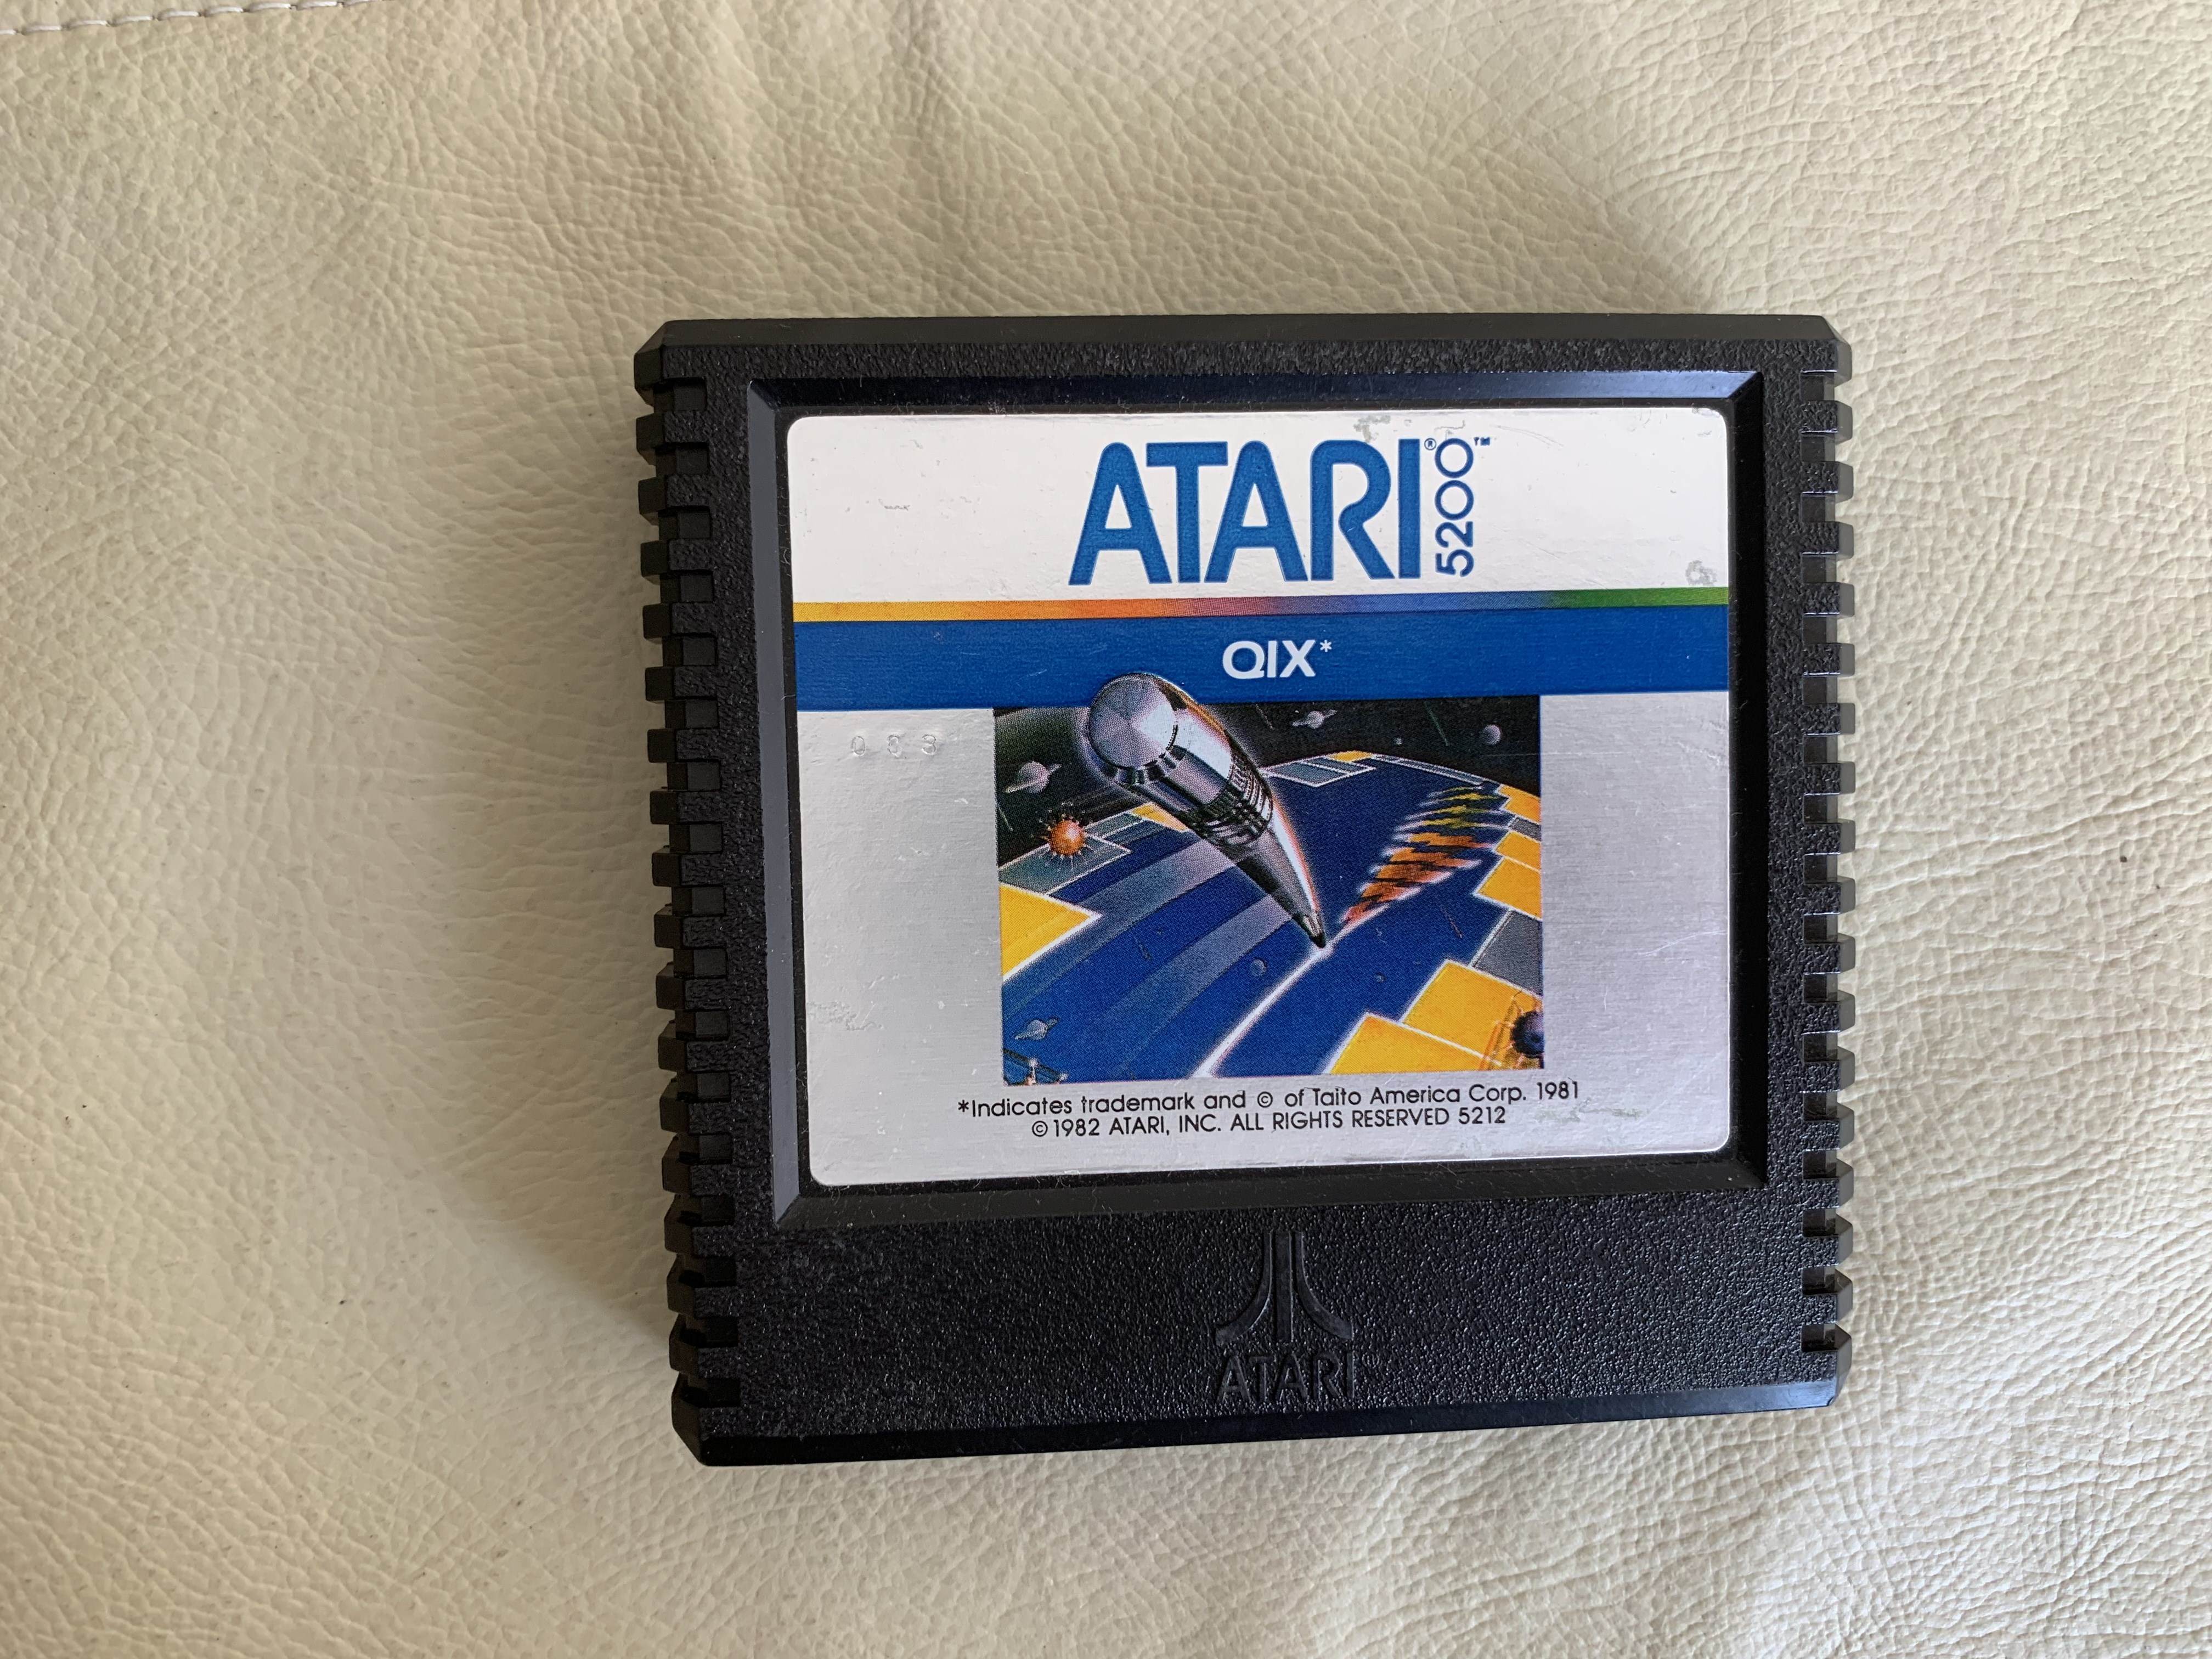 ATARI® 5200™
QIX*
003
*Indicates trademark and © of Taito America Corp. 1981
©1982 ATARI, INC. ALL RIGHTS RESERVED 5212
ATARI®